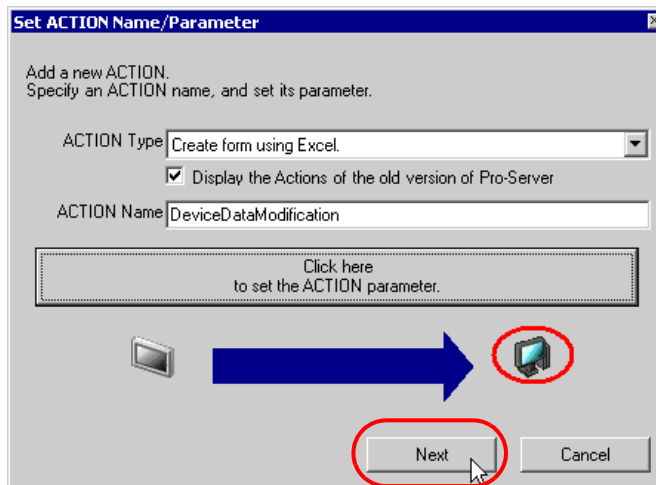 Set ACTION Name/Parameter
Add a new ACTION.
Specify an ACTION name, and set its parameter.
ACTION Type Create form using Excel.
Display the Actions of the old version of Pro-Server
ACTION Name DeviceDataModification
Click here
to set the ACTION parameter.
Next Cancel